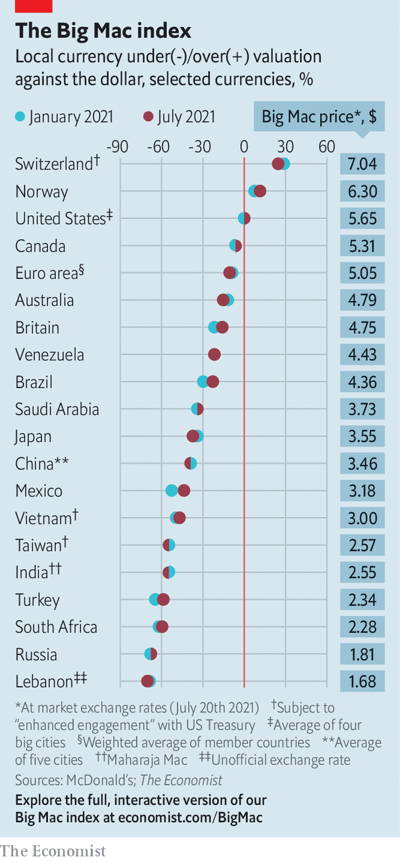 The Big Mac index
Local currency under(-)/over(+) valuation
against the dollar, selected currencies, %
January 2021 July 2021 Big Mac price*, $
-90 -60 -30 0 30 60
Switzerland† 7.04
Norway 6.30
United States‡ 5.65
Canada 5.31
Euro area§ 5.05
Australia 4.79
Britain 4.75
Venezuela 4.43
Brazil 4.36
Saudi Arabia 3.73
Japan 3.55
China** 3.46
Mexico 3.18
Vietnam† 3.00
Taiwan† 2.57
India†† 2.55
Turkey 2.34
South Africa 2.28
Russia 1.81
Lebanon‡‡ 1.68
*At market exchange rates (July 20th 2021) †Subject to
“enhanced engagement” with US Treasury ‡Average of four
big cities §Weighted average of member countries **Average
of five cities ††Maharaja Mac ‡‡Unofficial exchange rate
Sources: McDonald’s; The Economist
Explore the full, interactive version of our
Big Mac index at economist.com/BigMac
The Economist